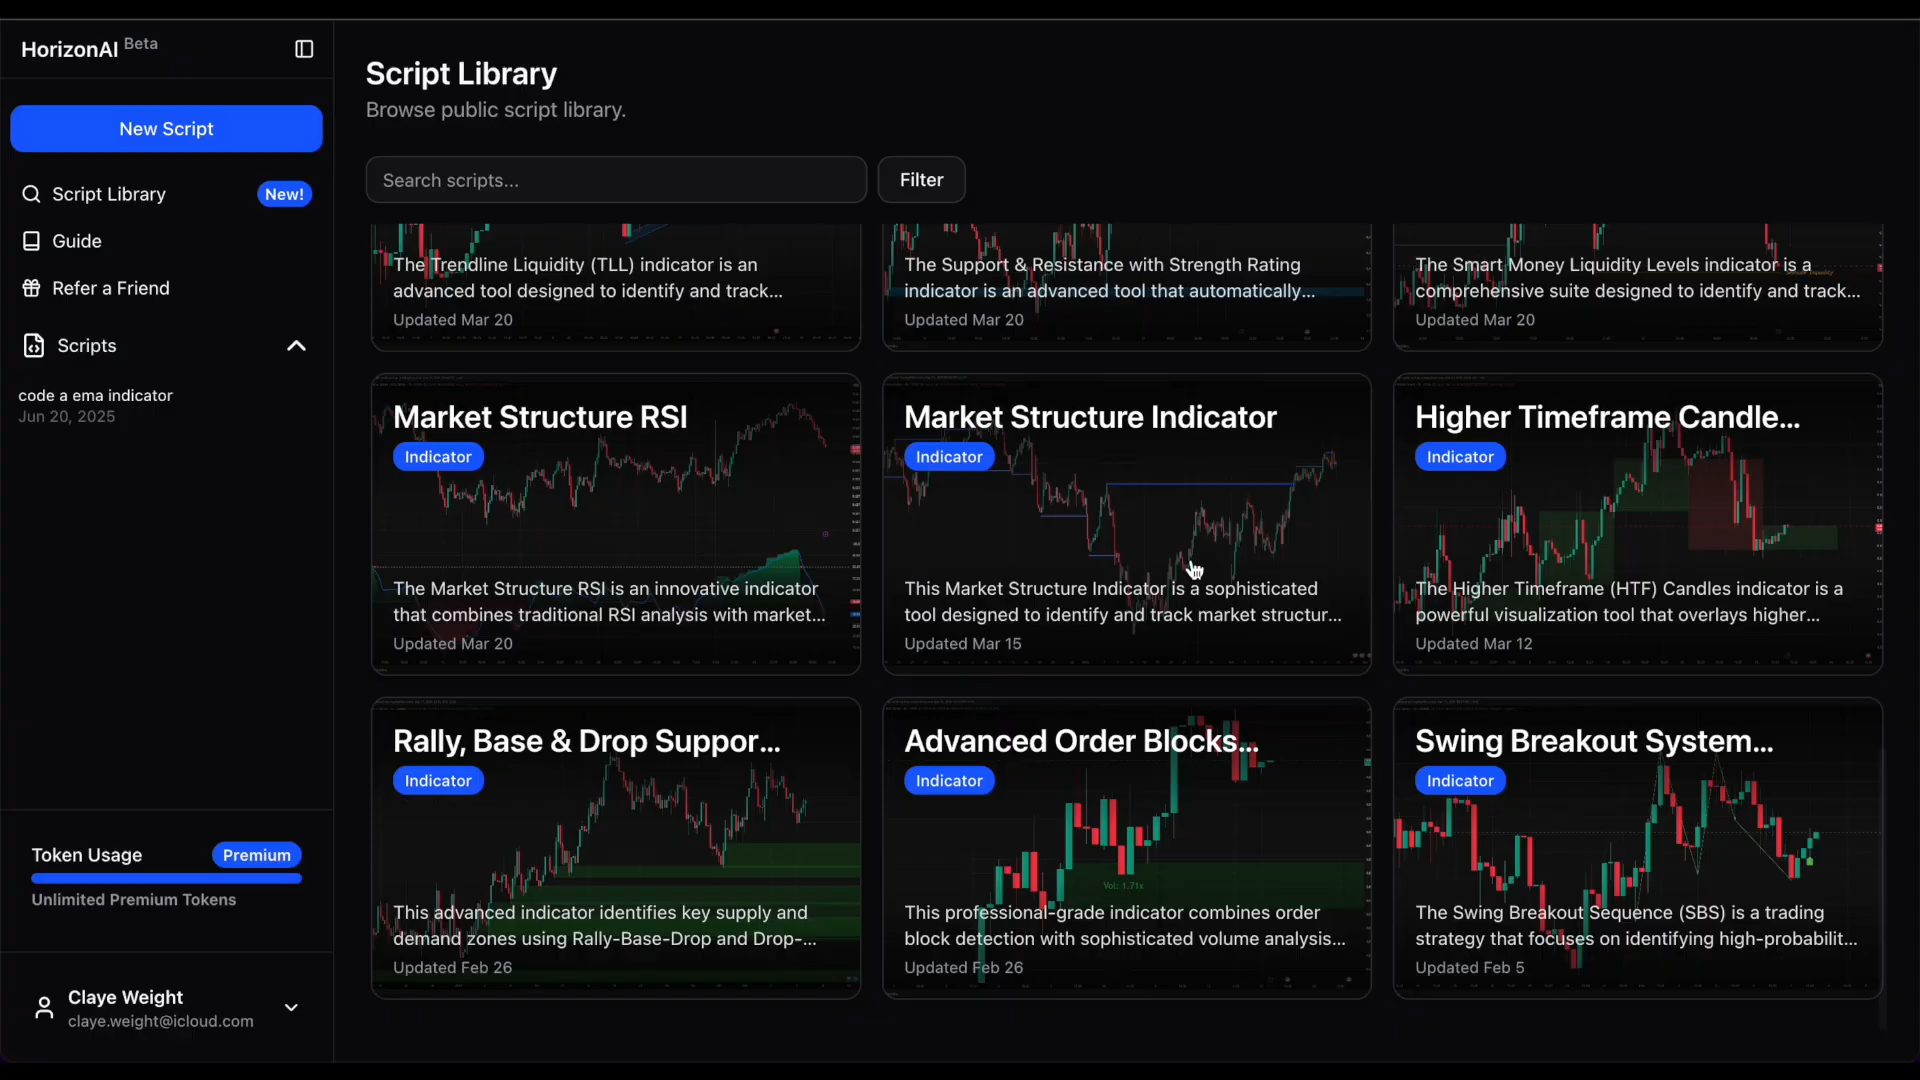 HorizonAI Beta
New Script
Script Library New!
Guide
Refer a Friend
Scripts
code a ema indicator
Jun 20, 2025
Token Usage Premium
Unlimited Premium Tokens
Claye Weight
claye.weight@icloud.com
Script Library
Browse public script library.
Search scripts...
Filter
The Trendline Liquidity (TLL) indicator is an
advanced tool designed to identify and track...
Updated Mar 20
The Support & Resistance with Strength Rating
indicator is an advanced tool that automatically...
Updated Mar 20
The Smart Money Liquidity Levels indicator is a
comprehensive suite designed to identify and track...
Updated Mar 20
Market Structure RSI
Indicator
The Market Structure RSI is an innovative indicator
that combines traditional RSI analysis with market...
Updated Mar 20
Market Structure Indicator
Indicator
This Market Structure Indicator is a sophisticated
tool designed to identify and track market structur...
Updated Mar 15
Higher Timeframe Candle...
Indicator
The Higher Timeframe (HTF) Candles indicator is a
powerful visualization tool that overlays higher...
Updated Mar 12
Rally, Base & Drop Suppor...
Indicator
This advanced indicator identifies key supply and
demand zones using Rally-Base-Drop and Drop-...
Updated Feb 26
Advanced Order Blocks...
Indicator
Vol: 1.71x
This professional-grade indicator combines order
block detection with sophisticated volume analysis...
Updated Feb 26
Swing Breakout System...
Indicator
The Swing Breakout Sequence (SBS) is a trading
strategy that focuses on identifying high-probabilit...
Updated Feb 5